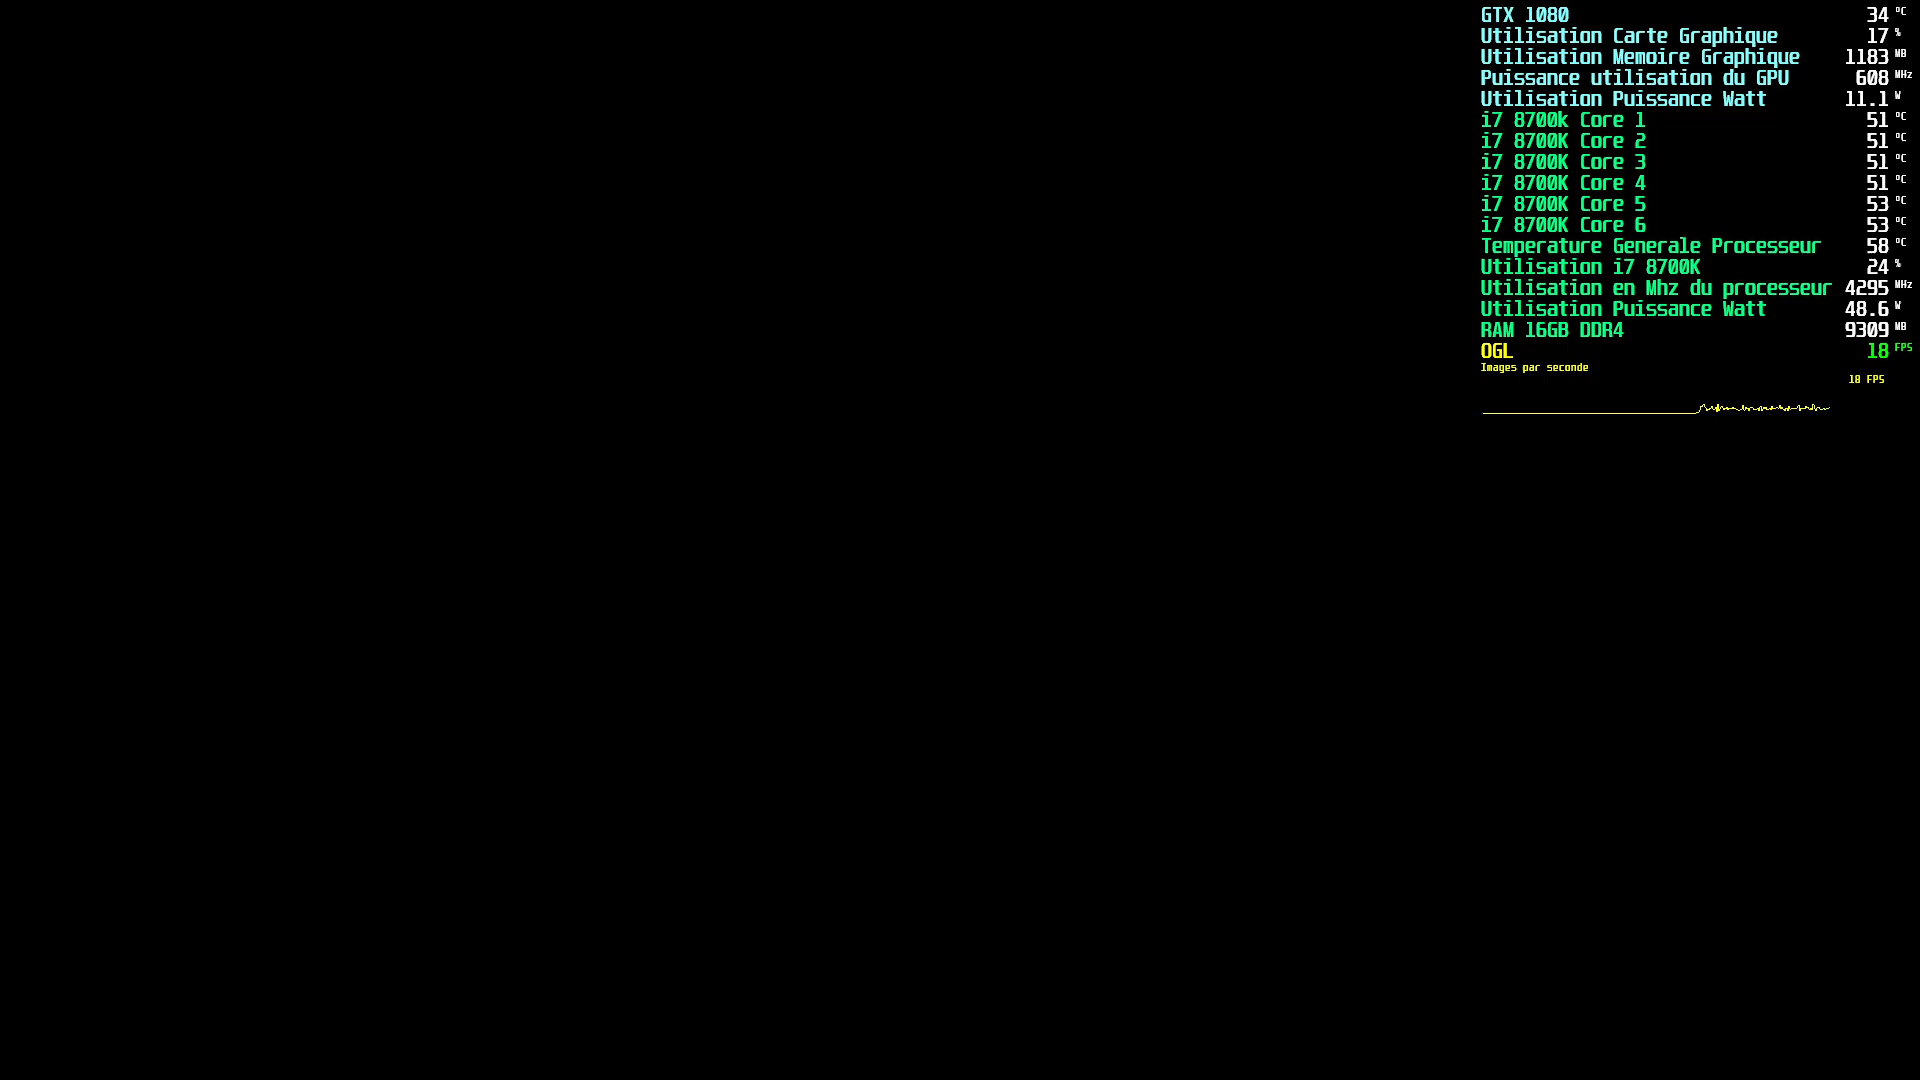 GTX 1080 34 °C
Utilisation Carte Graphique 17 %
Utilisation Memoire Graphique 1183 MB
Puissance utilisation du GPU 608 MHz
Utilisation Puissance Watt 11.1 W
i7 8700k Core 1 51 °C
i7 8700K Core 2 51 °C
i7 8700K Core 3 51 °C
i7 8700K Core 4 51 °C
i7 8700K Core 5 53 °C
i7 8700K Core 6 53 °C
Temperature Generale Processeur 58 °C
Utilisation i7 8700K 24 %
Utilisation en Mhz du processeur 4295 MHz
Utilisation Puissance Watt 48.6 W
RAM 16GB DDR4 9309 MB
OGL 18 FPS
Images par seconde
18 FPS